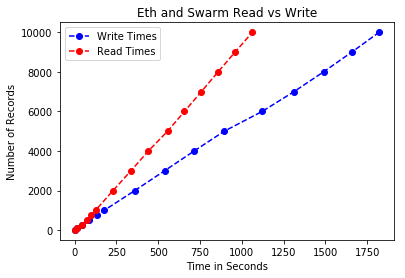 Eth and Swarm Read vs Write
Write Times
Read Times
10000
8000
6000
4000
2000
0
Number of Records
0 250 500 750 1000 1250 1500 1750
Time in Seconds